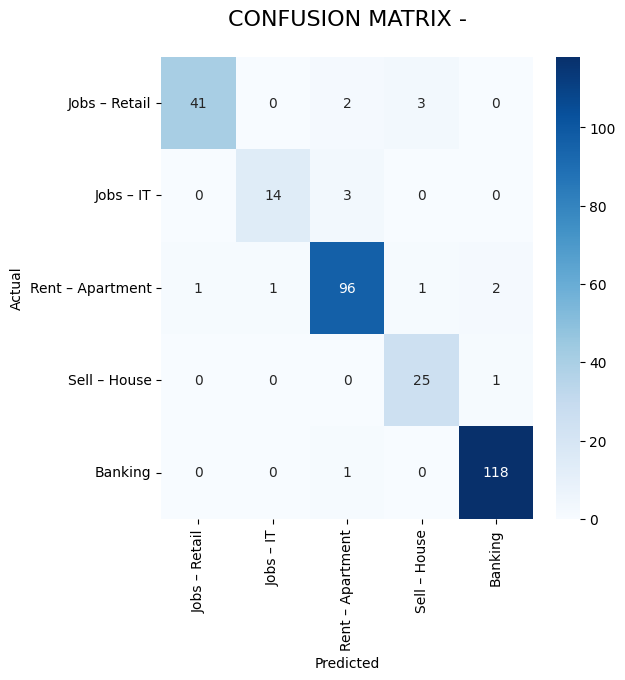 CONFUSION MATRIX -
Jobs – Retail 41 0 2 3 0
Jobs – IT 0 14 3 0 0
Rent – Apartment 1 1 96 1 2
Sell – House 0 0 0 25 1
Banking 0 0 1 0 118
Actual
Jobs – Retail
Jobs – IT
Rent – Apartment
Sell – House
Banking
Predicted
100
80
60
40
20
0